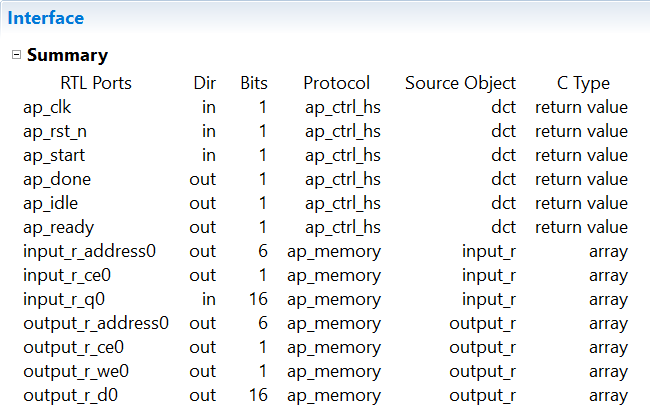 Interface
Summary
RTL Ports Dir Bits Protocol Source Object C Type
ap_clk in 1 ap_ctrl_hs dct return value
ap_rst_n in 1 ap_ctrl_hs dct return value
ap_start in 1 ap_ctrl_hs dct return value
ap_done out 1 ap_ctrl_hs dct return value
ap_idle out 1 ap_ctrl_hs dct return value
ap_ready out 1 ap_ctrl_hs dct return value
input_r_address0 out 6 ap_memory input_r array
input_r_ce0 out 1 ap_memory input_r array
input_r_q0 in 16 ap_memory input_r array
output_r_address0 out 6 ap_memory output_r array
output_r_ce0 out 1 ap_memory output_r array
output_r_we0 out 1 ap_memory output_r array
output_r_d0 out 16 ap_memory output_r array